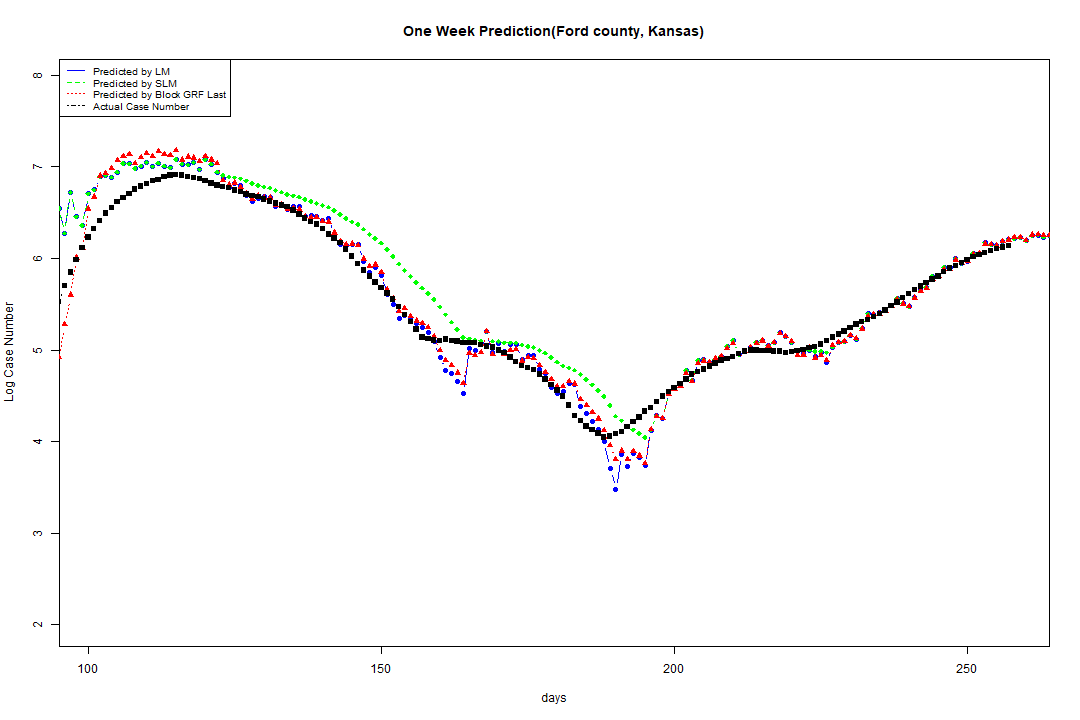 One Week Prediction(Ford county, Kansas)
Predicted by LM
Predicted by SLM
Predicted by Block GRF Last
Actual Case Number
8
7
6
5
4
3
2
Log Case Number
100 150 200 250
days